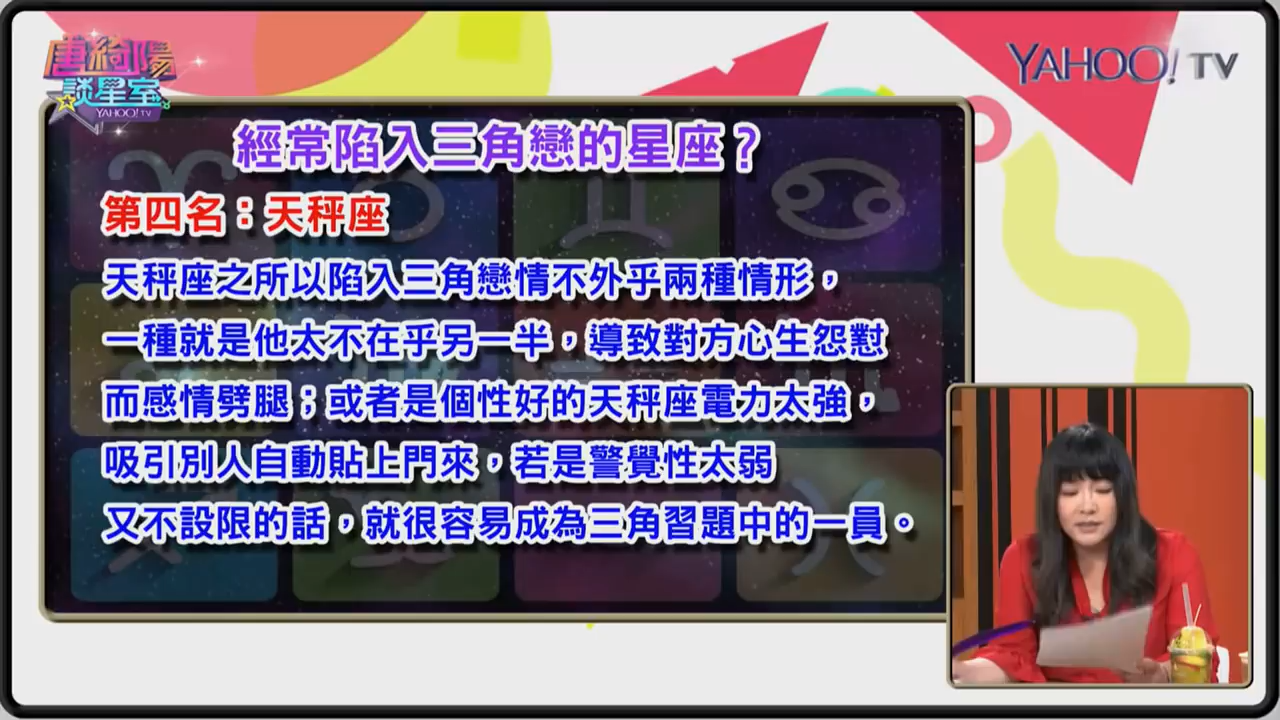 唐綺陽
談星室
YAHOO! TV
YAHOO! TV
經常陷入三角戀的星座？
第四名：天秤座
天秤座之所以陷入三角戀情不外乎兩種情形，
一種就是他太不在乎另一半，導致對方心生怨懟
而感情劈腿；或者是個性好的天秤座電力太強，
吸引別人自動貼上門來，若是警覺性太弱
又不設限的話，就很容易成為三角習題中的一員。